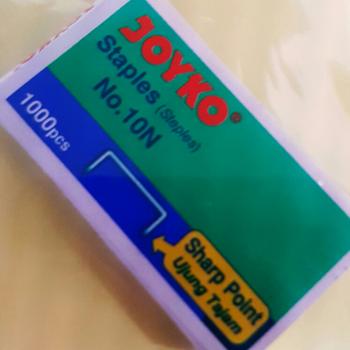 JOYKO®
Staples (Staples)
No.10N
1000pcs
Sharp Point
Ujung Tajam